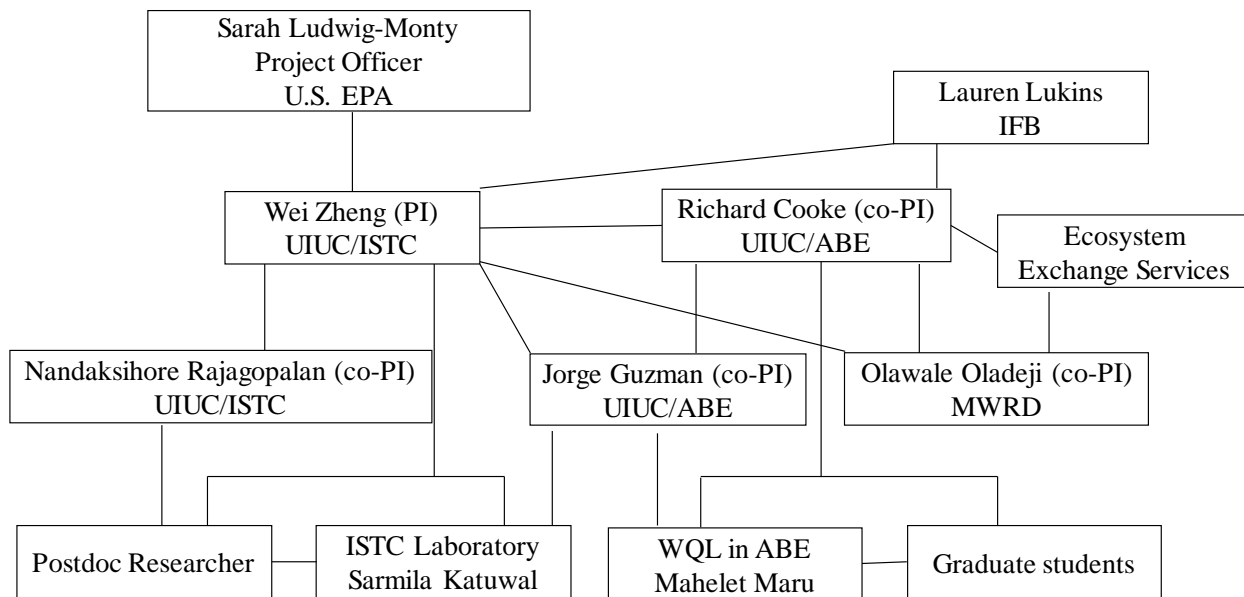 Sarah Ludwig-Monty
Project Officer
U.S. EPA
Lauren Lukins
IFB
Wei Zheng (PI)
UIUC/ISTC
Richard Cooke (co-PI)
UIUC/ABE
Ecosystem
Exchange Services
Nandaksihore Rajagopalan (co-PI)
UIUC/ISTC
Jorge Guzman (co-PI)
UIUC/ABE
Olawale Oladeji (co-PI)
MWRD
Postdoc Researcher
ISTC Laboratory
Sarmila Katuwal
WQL in ABE
Mahelet Maru
Graduate students